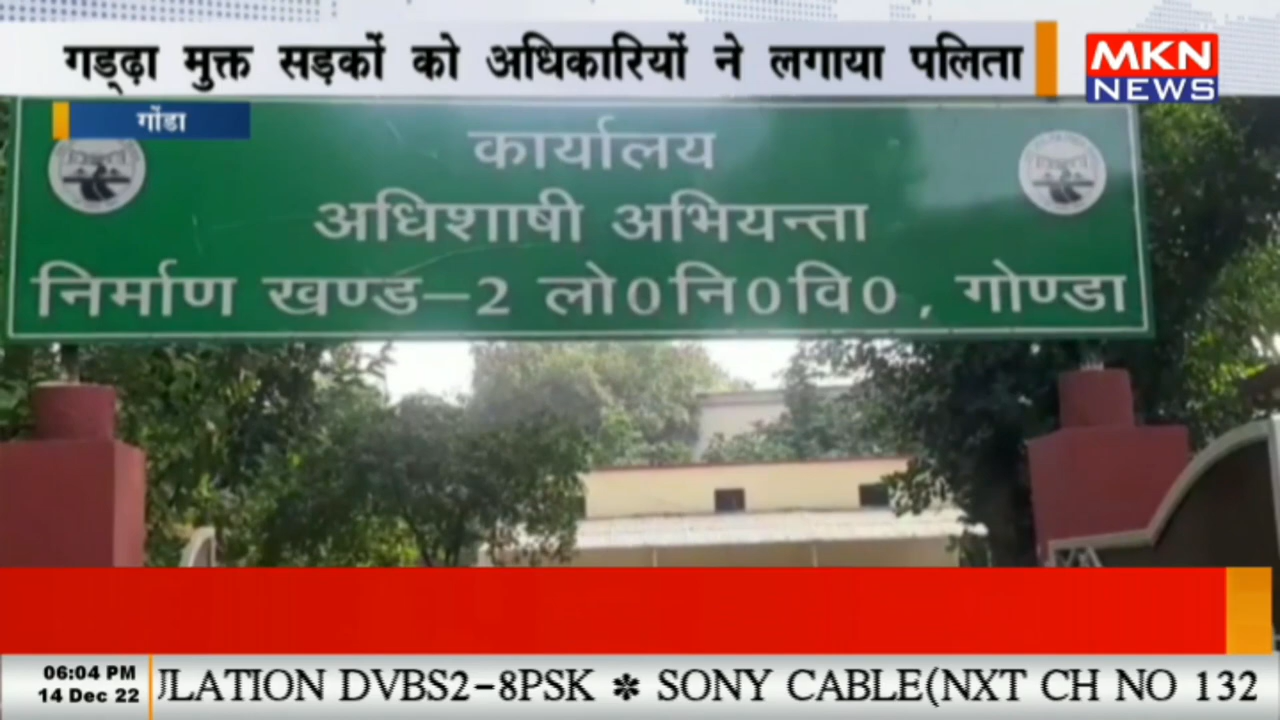 गड्ढ़ा मुक्त सड़कों को अधिकारियों ने लगाया पलिता
MKN
NEWS
गोंडा
कार्यालय
अधिशाषी अभियन्ता
निर्माण खण्ड–2 लो0नि0वि0, गोण्डा
06:04 PM
14 Dec 22
JLATION DVBS2-8PSK ✽ SONY CABLE(NXT CH NO 132